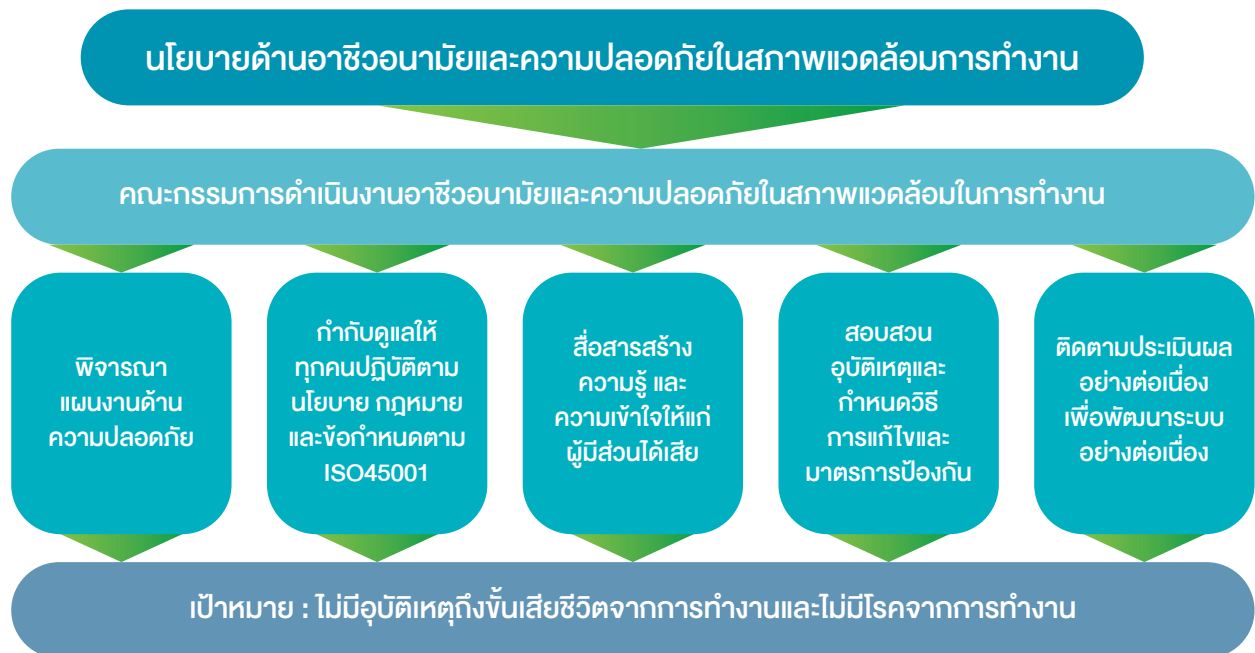 นโยบายด้านอาชีวอนามัยและความปลอดภัยในสภาพแวดล้อมการทำงาน
คณะกรรมการดำเนินงานอาชีวอนามัยและความปลอดภัยในสภาพแวดล้อมในการทำงาน
พิจารณา
แผนงานด้าน
ความปลอดภัย
กำกับดูแลให้
ทุกคนปฏิบัติตาม
นโยบาย กฎหมาย
และข้อกำหนดตาม
ISO45001
สื่อสารสร้าง
ความรู้ และ
ความเข้าใจให้แก่
ผู้มีส่วนได้เสีย
สอบสวน
อุบัติเหตุและ
กำหนดวิธี
การแก้ไขและ
มาตรการป้องกัน
ติดตามประเมินผล
อย่างต่อเนื่อง
เพื่อพัฒนาระบบ
อย่างต่อเนื่อง
เป้าหมาย : ไม่มีอุบัติเหตุถึงขั้นเสียชีวิตจากการทำงานและไม่มีโรคจากการทำงาน